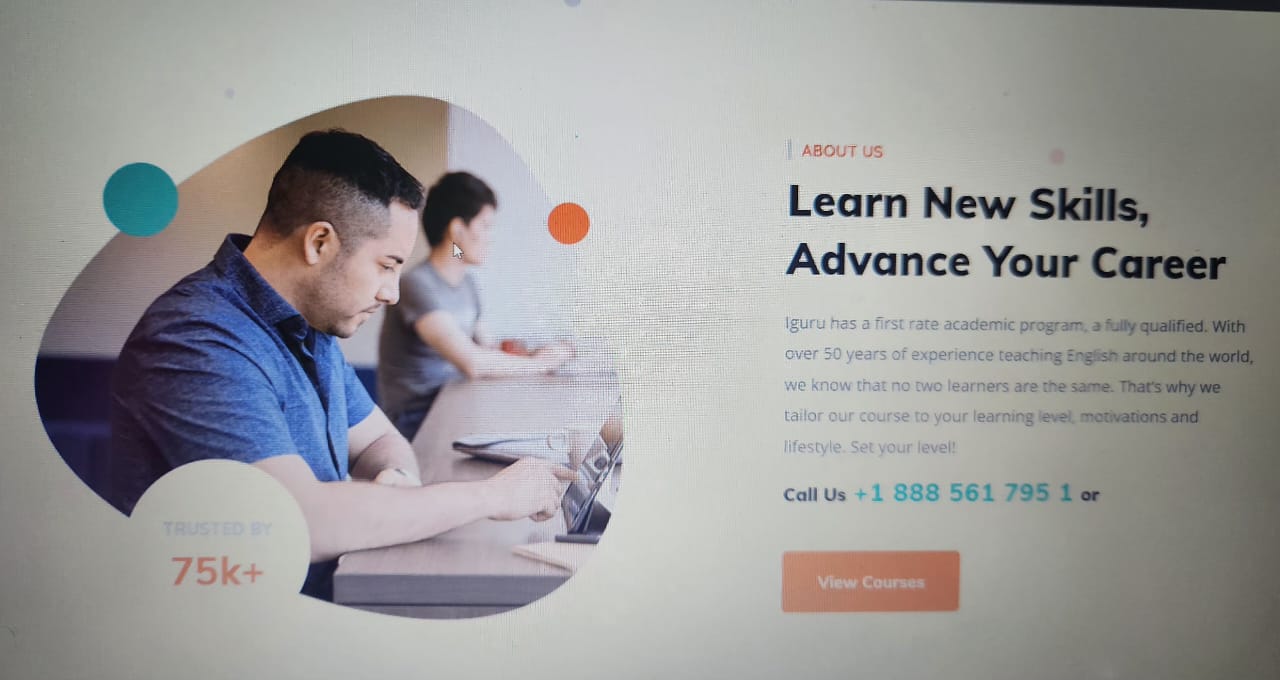 ABOUT US
Learn New Skills,
Advance Your Career
Iguru has a first rate academic program, a fully qualified. With
over 50 years of experience teaching English around the world,
we know that no two learners are the same. That's why we
tailor our course to your learning level, motivations and
lifestyle. Set your level!
Call Us +1 888 561 795 1 or
View Courses
TRUSTED BY
75k+